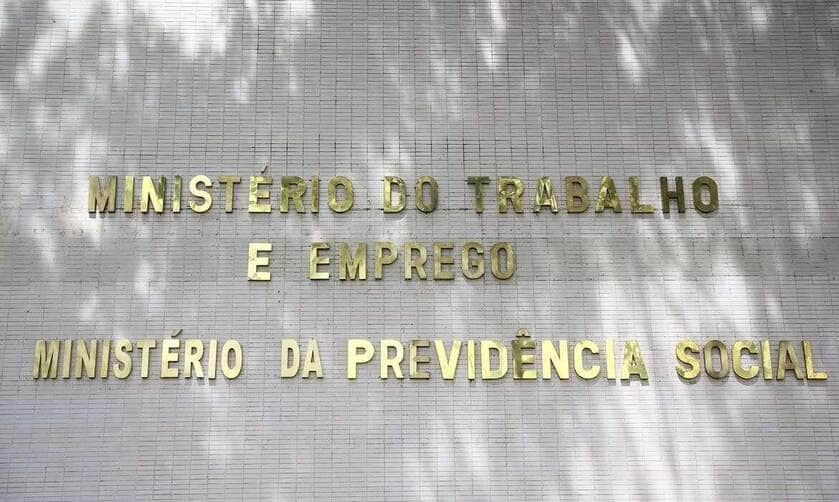 MINISTÉRIO DO TRABALHO
E EMPREGO
MINISTÉRIO DA PREVIDÊNCIA SOCIAL